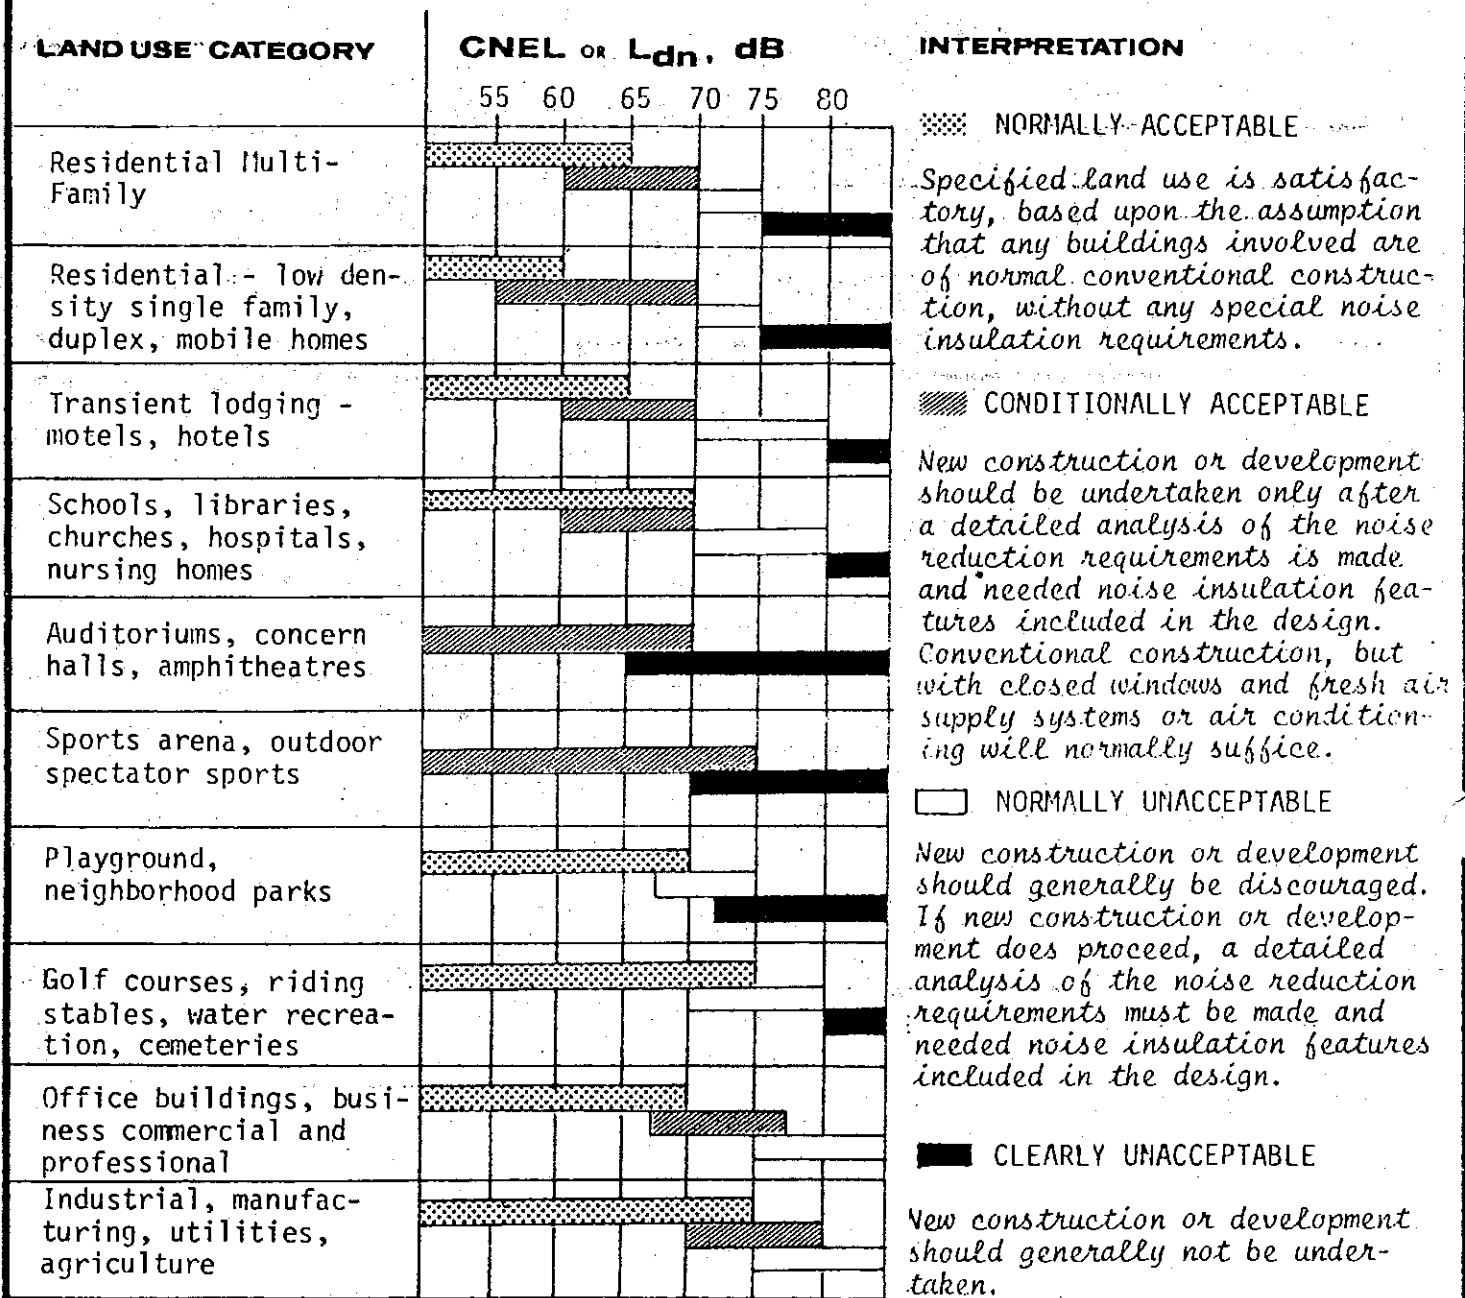 LAND USE CATEGORY
CNEL OR Ldn, dB
55 60 65 70 75 80
Residential Multi-
Family
Residential - low den-
sity single family,
duplex, mobile homes
Transient lodging -
motels, hotels
Schools, libraries,
churches, hospitals,
nursing homes
Auditoriums, concern
halls, amphitheatres
Sports arena, outdoor
spectator sports
Playground,
neighborhood parks
Golf courses, riding
stables, water recrea-
tion, cemeteries
Office buildings, busi-
ness commercial and
professional
Industrial, manufac-
turing, utilities,
agriculture
INTERPRETATION
NORMALLY ACCEPTABLE
Specified land use is satisfac-
tory, based upon the assumption
that any buildings involved are
of normal conventional construc-
tion, without any special noise
insulation requirements.
CONDITIONALLY ACCEPTABLE
New construction or development
should be undertaken only after
a detailed analysis of the noise
reduction requirements is made
and needed noise insulation fea-
tures included in the design.
Conventional construction, but
with closed windows and fresh air
supply systems or air condition-
ing will normally suffice.
NORMALLY UNACCEPTABLE
New construction or development
should generally be discouraged.
If new construction or develop-
ment does proceed, a detailed
analysis of the noise reduction
requirements must be made and
needed noise insulation features
included in the design.
CLEARLY UNACCEPTABLE
New construction or development
should generally not be under-
taken.